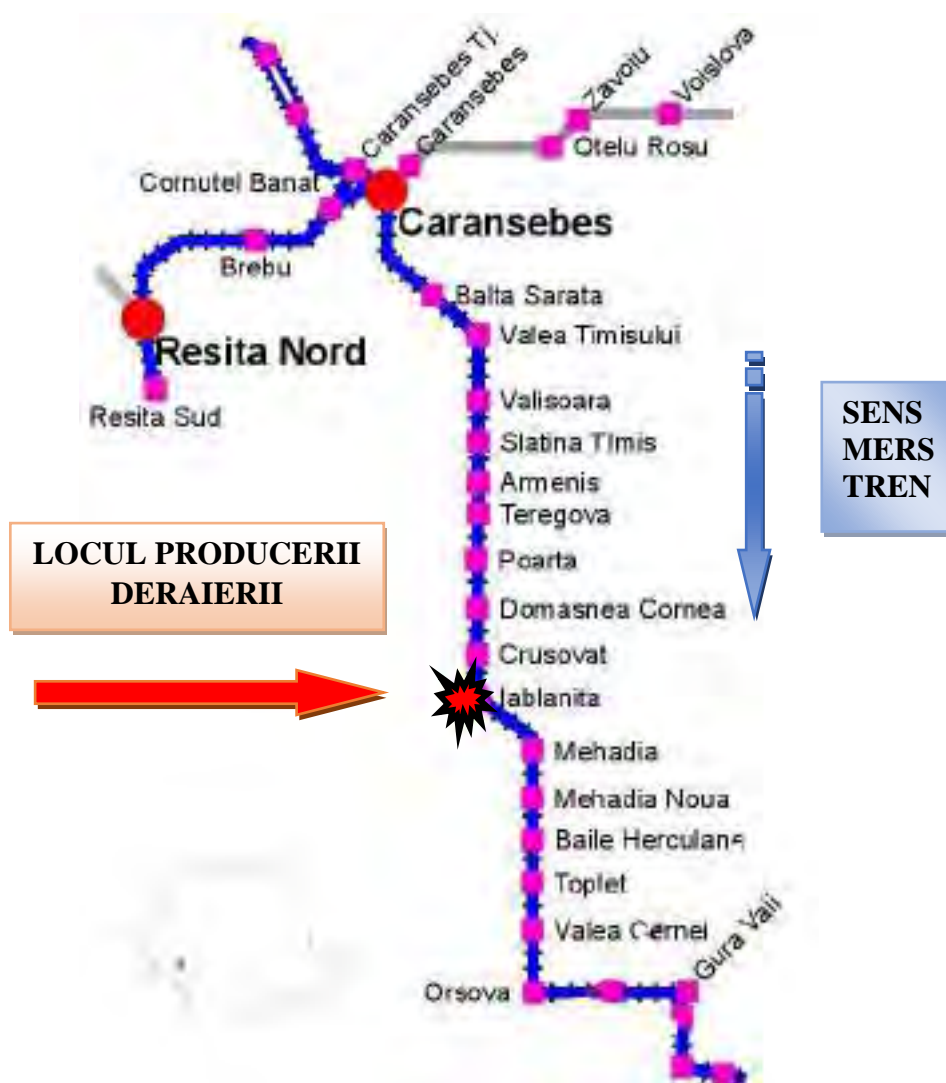 Caransebes Tj.
Caransebes
Zavoiu
Voislova
Otelu Rosu
Cornutel Banat
Caransebes
Brebu
Balta Sarata
Resita Nord
Valea Timisului
Resita Sud
Valisoara
SENS
MERS
TREN
Slatina TImis
Armenis
Teregova
LOCUL PRODUCERII
DERAIERII
Poarta
Domasnea Cornea
Crusovat
Iablanita
Mehadia
Mehadia Noua
Baile Herculane
Toplet
Valea Cernei
Gura Vaii
Orsova